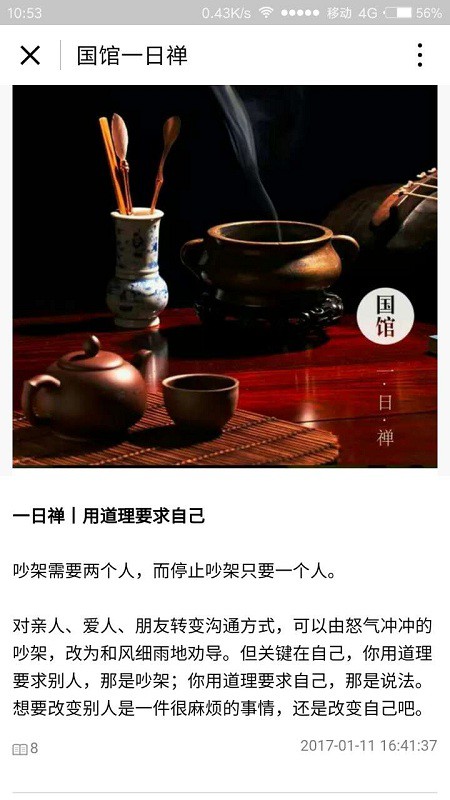 10:53
0.43K/s
移动 4G
56%
国馆一日禅
国
馆
一·日·禅
一日禅丨用道理要求自己
吵架需要两个人，而停止吵架只要一个人。
对亲人、爱人、朋友转变沟通方式，可以由怒气冲冲的
吵架，改为和风细雨地劝导。但关键在自己，你用道理
要求别人，那是吵架；你用道理要求自己，那是说法。
想要改变别人是一件很麻烦的事情，还是改变自己吧。
8
2017-01-11 16:41:37